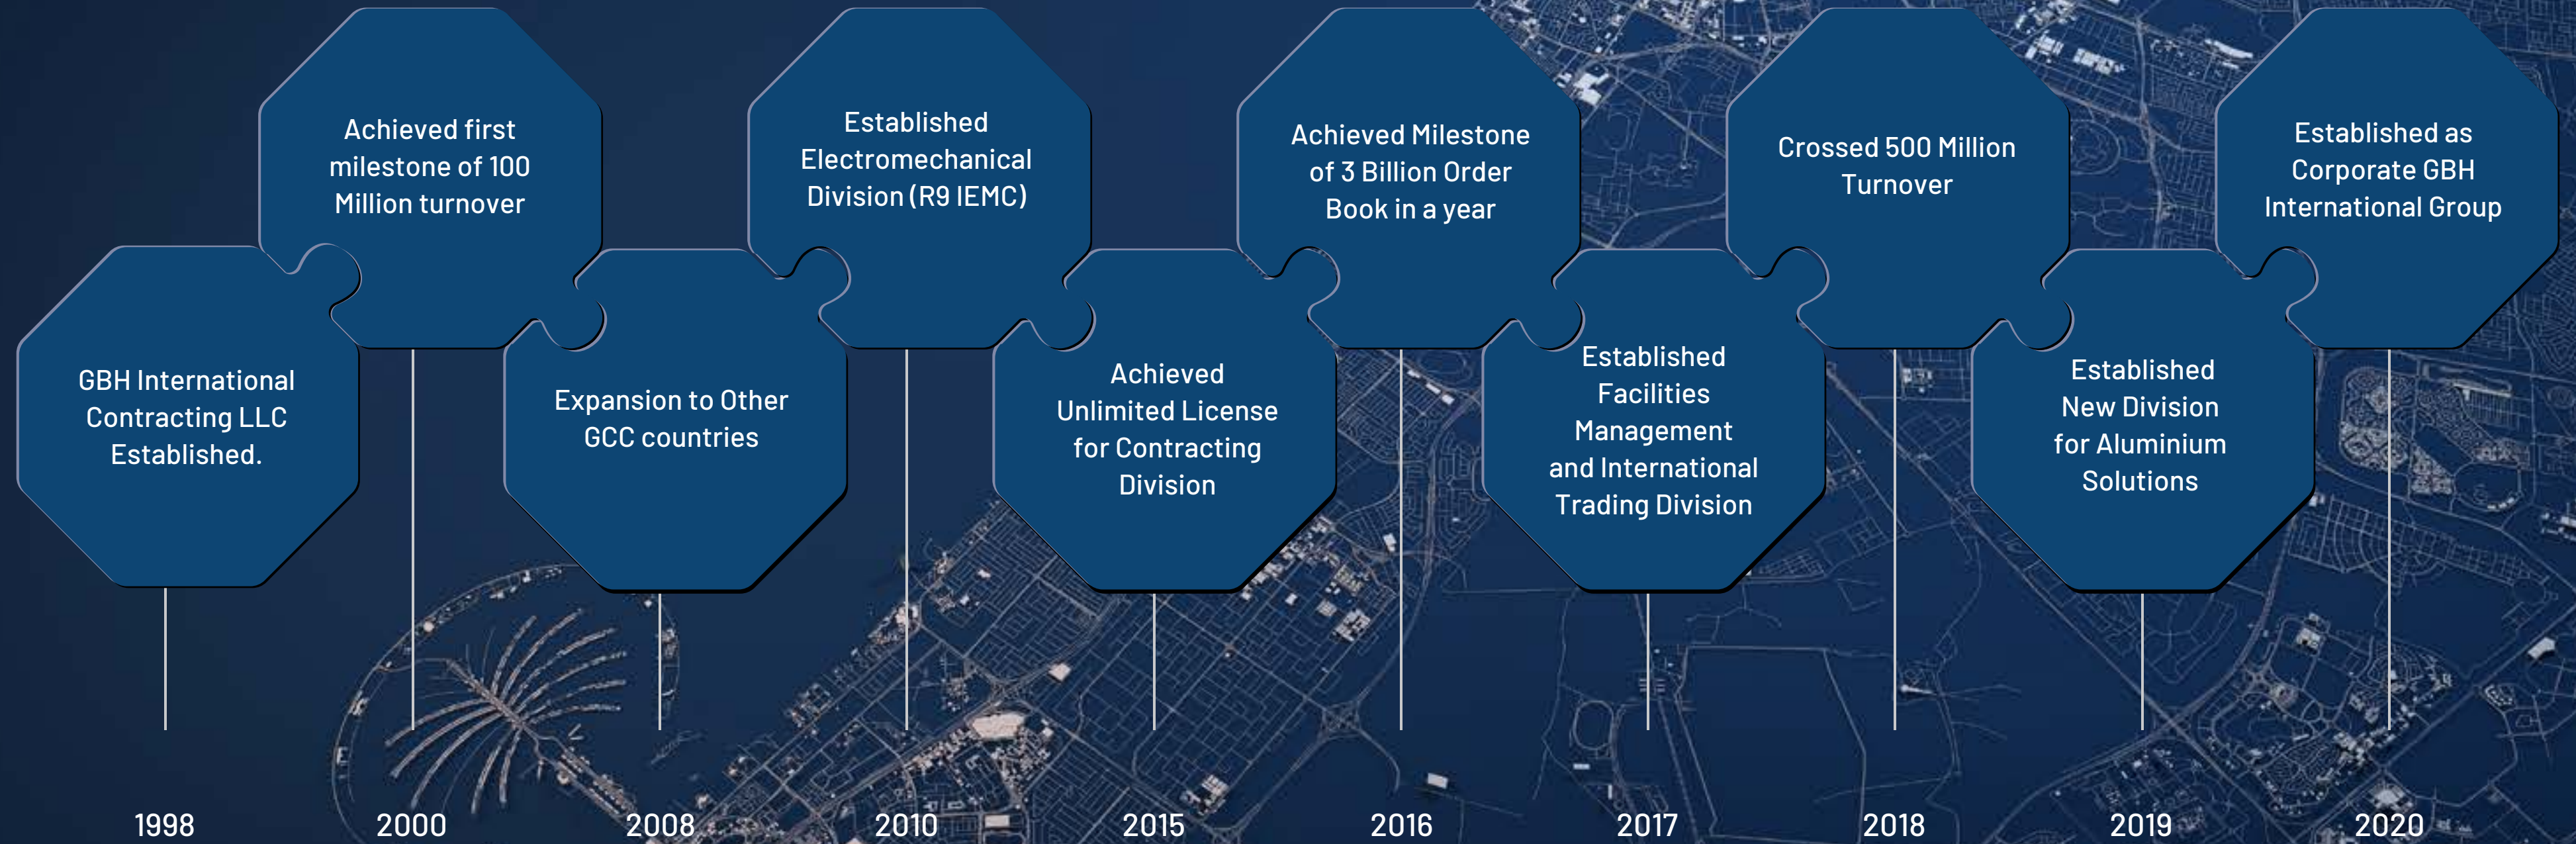 GBH International
Contracting LLC
Established.
Achieved first
milestone of 100
Million turnover
Expansion to Other
GCC countries
Established
Electromechanical
Division (R9 IEMC)
Achieved
Unlimited License
for Contracting
Division
Achieved Milestone
of 3 Billion Order
Book in a year
Established
Facilities
Management
and International
Trading Division
Crossed 500 Million
Turnover
Established
New Division
for Aluminium
Solutions
Established as
Corporate GBH
International Group
1998
2000
2008
2010
2015
2016
2017
2018
2019
2020